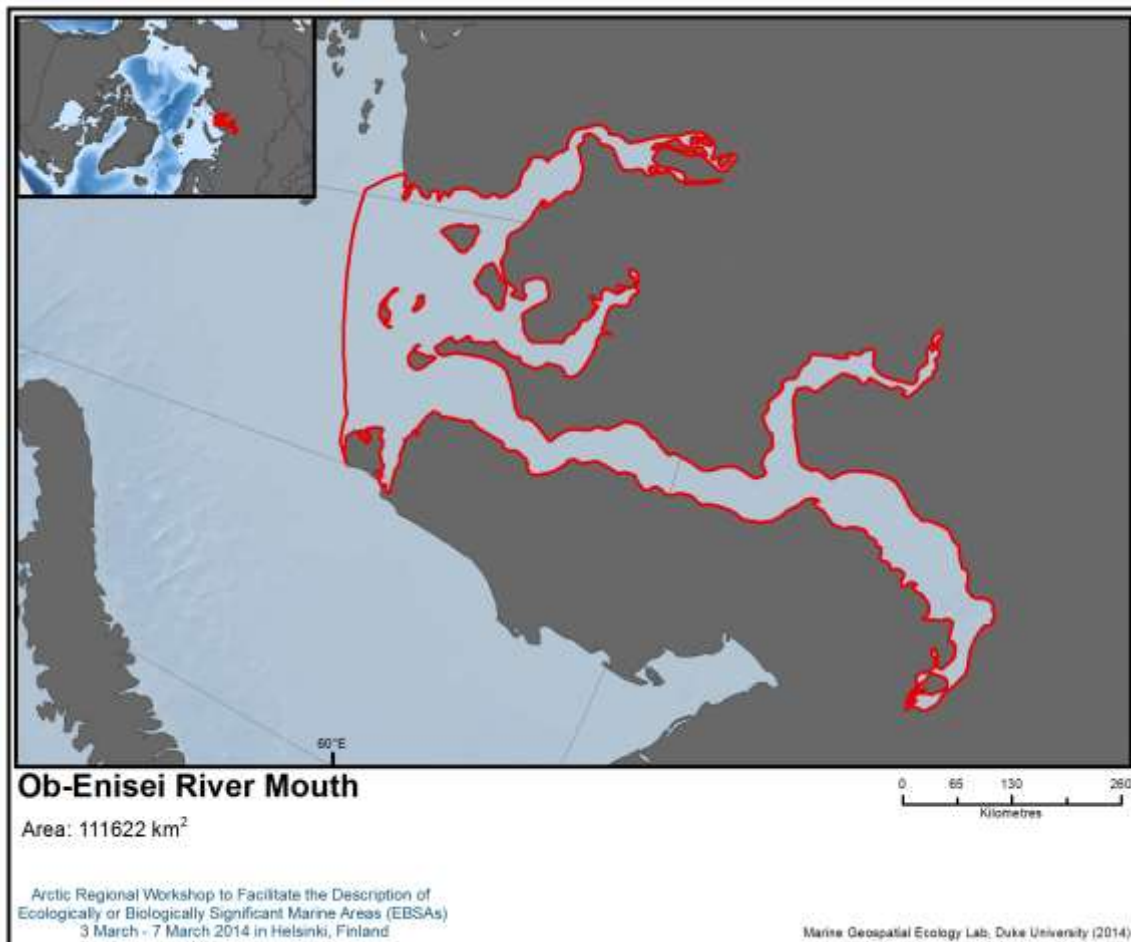 60°E
Ob-Enisei River Mouth
Area: 111622 km²
0 65 130 260
Kilometres
Arctic Regional Workshop to Facilitate the Description of
Ecologically or Biologically Significant Marine Areas (EBSAs)
3 March - 7 March 2014 in Helsinki, Finland
Marine Geospatial Ecology Lab, Duke University (2014)